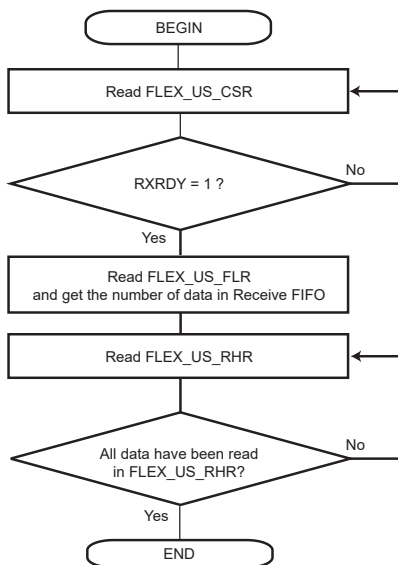 BEGIN
Read FLEX_US_CSR
RXRDY = 1 ?
No
Yes
Read FLEX_US_FLR
and get the number of data in Receive FIFO
Read FLEX_US_RHR
All data have been read
in FLEX_US_RHR?
No
Yes
END